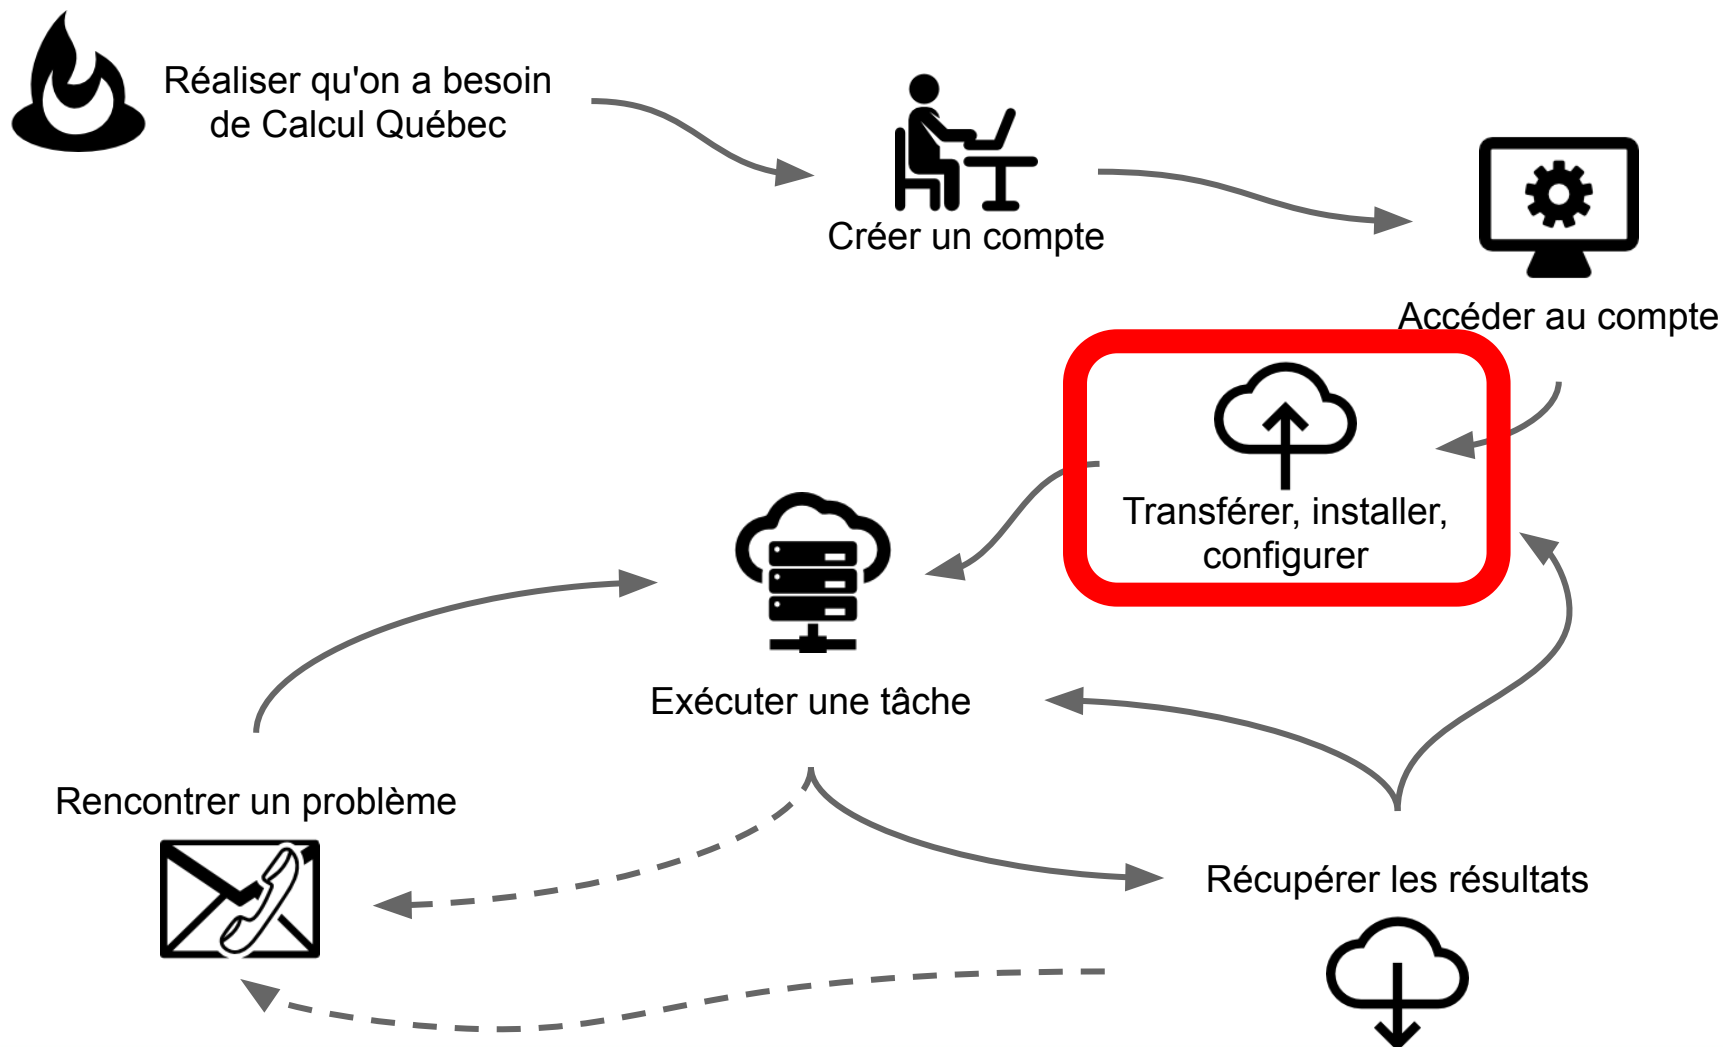 Réaliser qu'on a besoin
de Calcul Québec
Créer un compte
Accéder au compte
Transférer, installer,
configurer
Exécuter une tâche
Rencontrer un problème
Récupérer les résultats